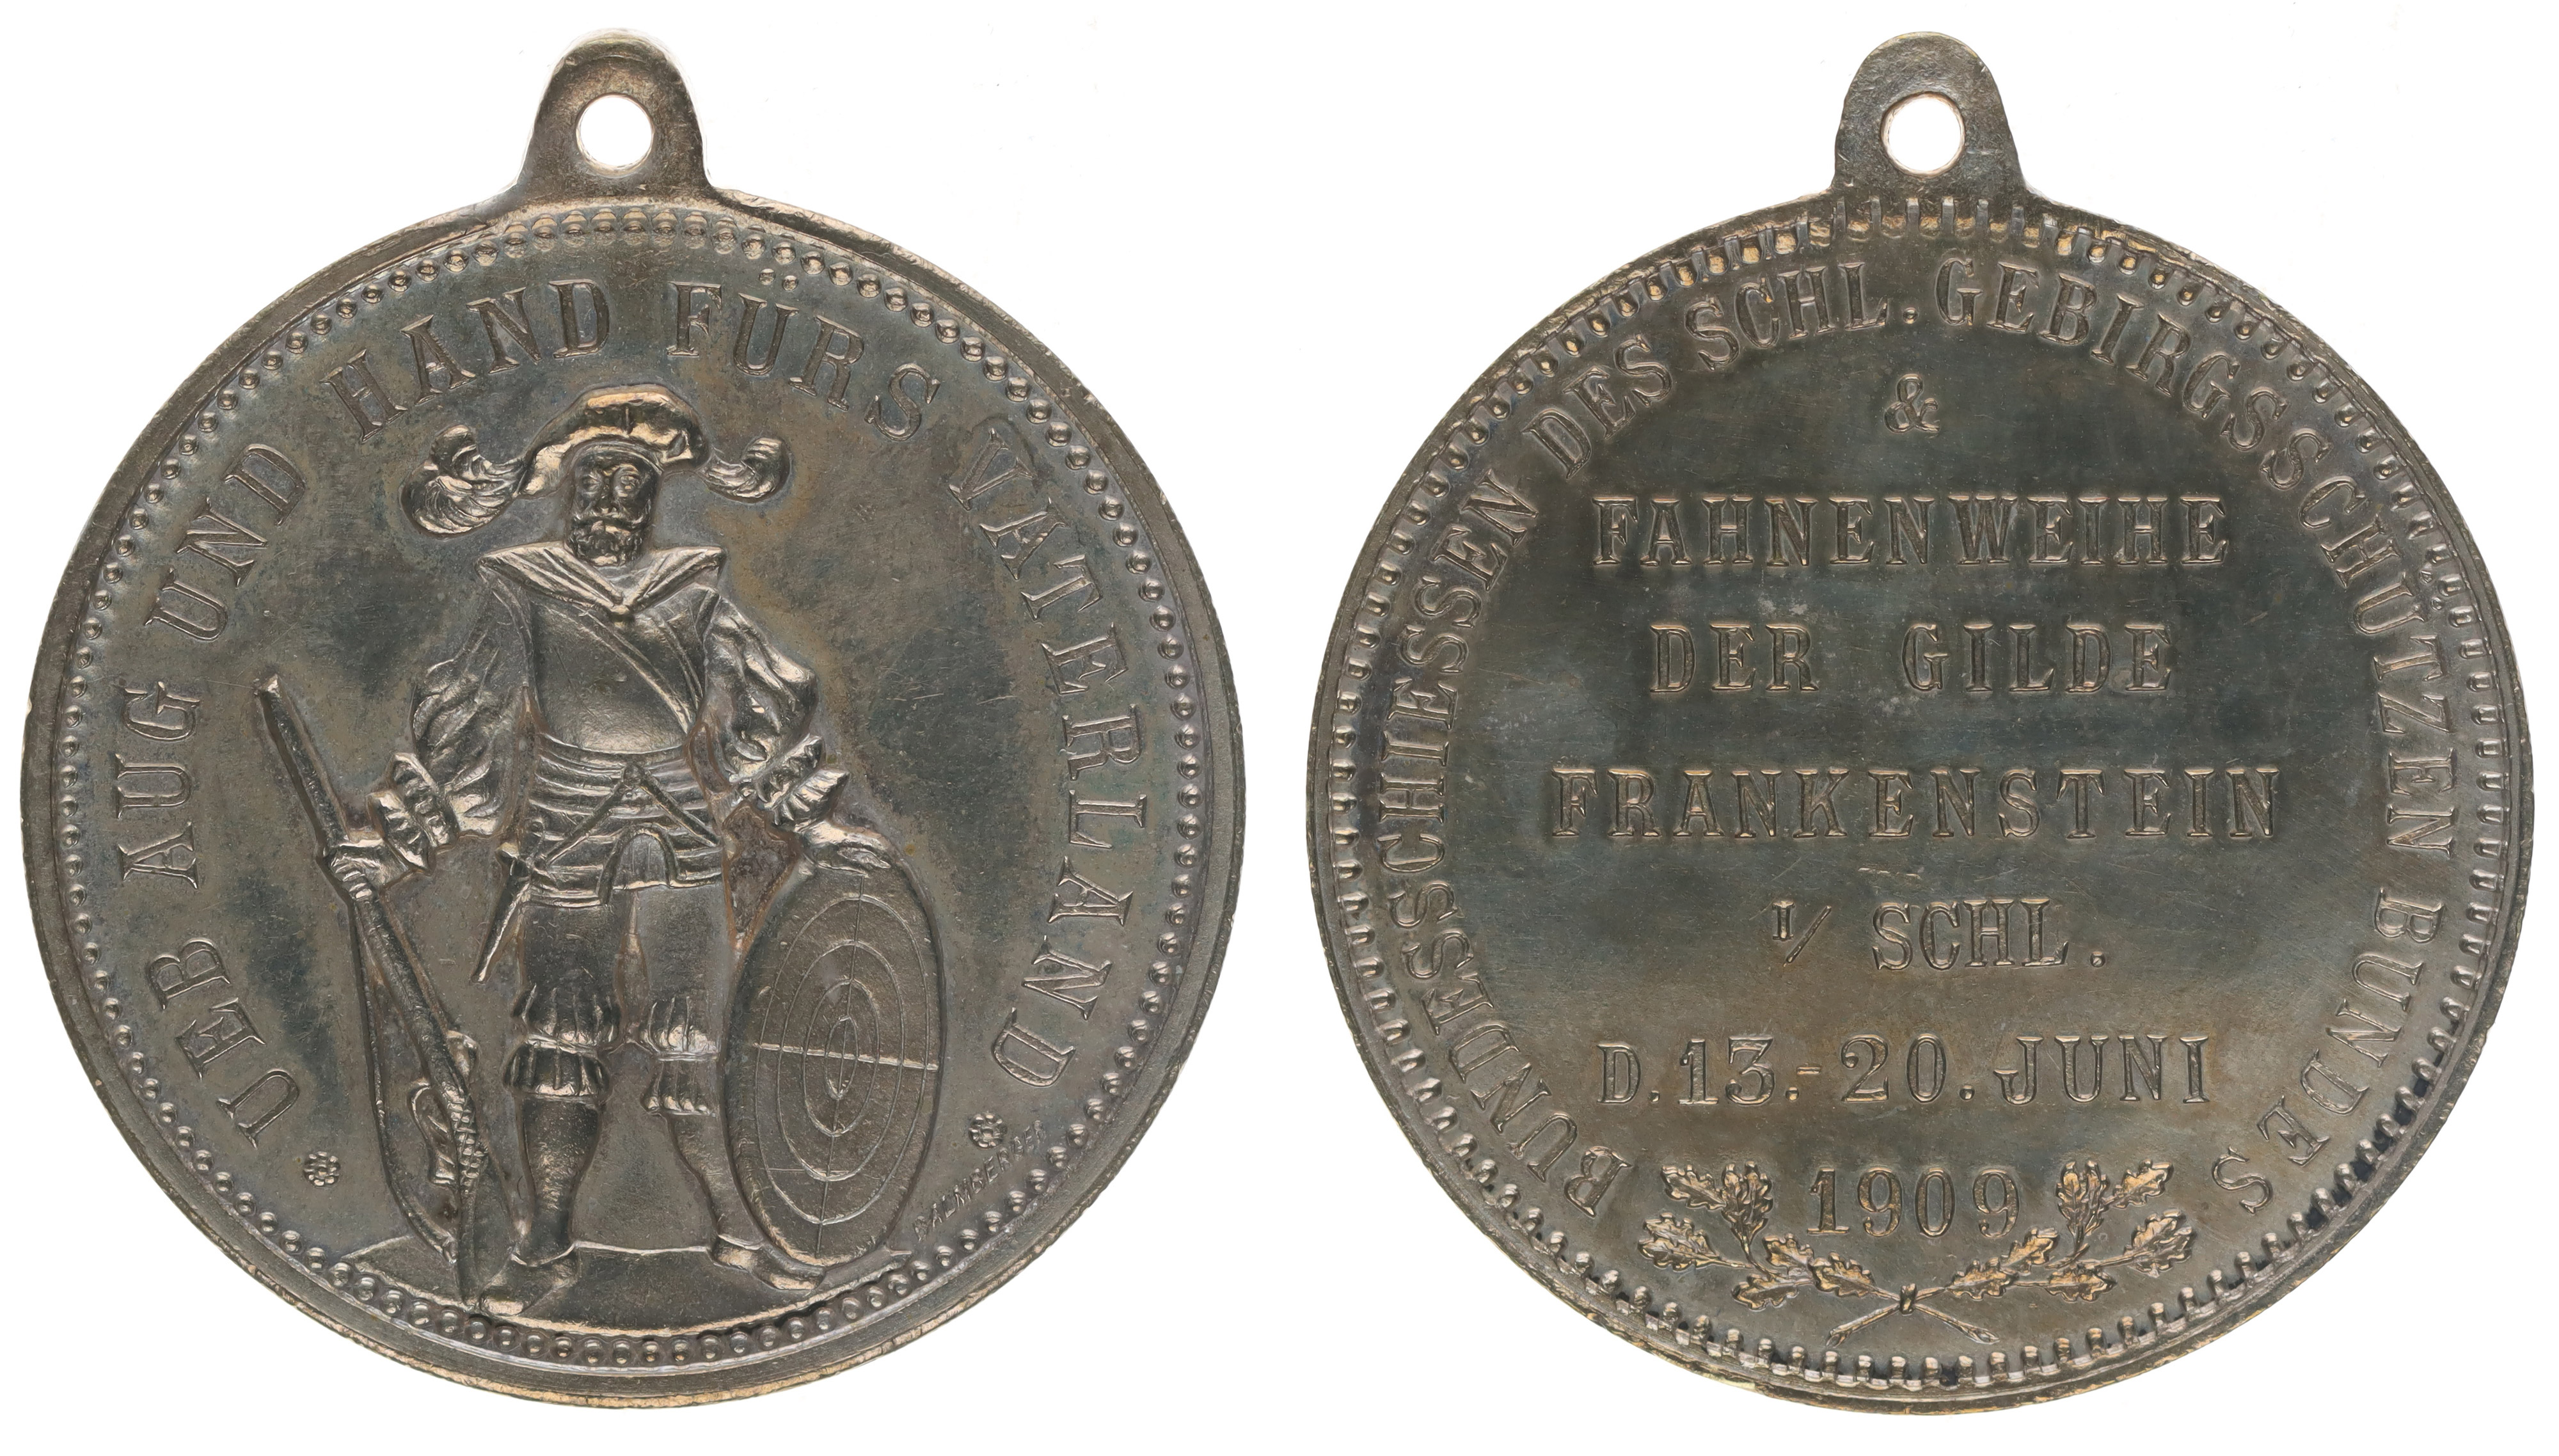 UEB AUG UND HAND FÜRS VATERLAND
BUNDESSCHIESSEN DES SCHL. GEBIRGSSCHÜTZEN BUNDES
&
FAHNENWEIHE
DER GILDE
FRANKENSTEIN
I/ SCHL.
D. 13.-20. JUNI
1909